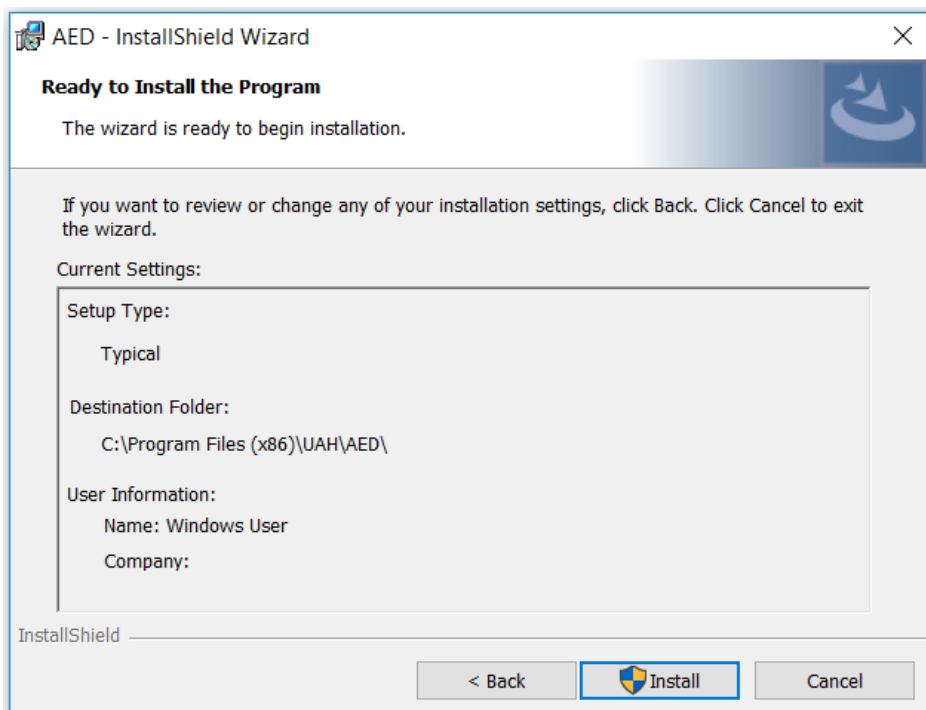 AED - InstallShield Wizard
Ready to Install the Program
The wizard is ready to begin installation.
If you want to review or change any of your installation settings, click Back. Click Cancel to exit
the wizard.
Current Settings:
Setup Type:
Typical
Destination Folder:
C:\Program Files (x86)\UAH\AED\
User Information:
Name: Windows User
Company:
InstallShield
< Back
Install
Cancel